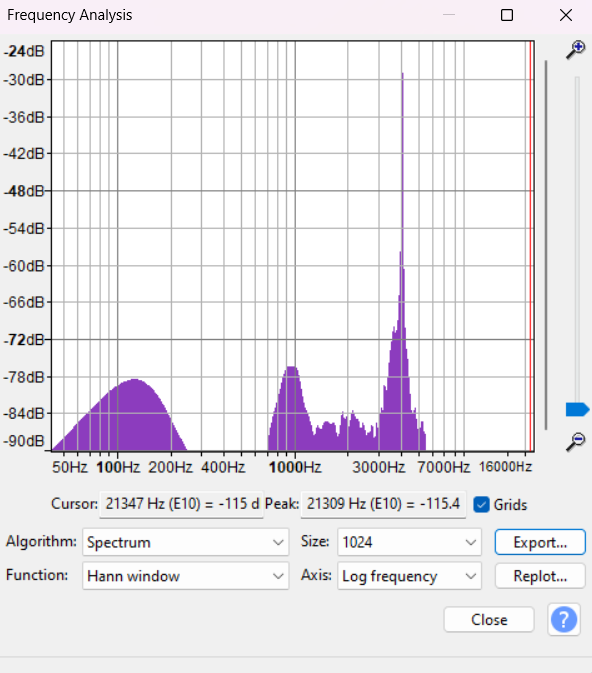 Frequency Analysis
-24dB
-30dB
-36dB
-42dB
-48dB
-54dB
-60dB
-66dB
-72dB
-78dB
-84dB
-90dB
50Hz 100Hz 200Hz 400Hz 1000Hz 3000Hz 7000Hz 16000Hz
Cursor: 21347 Hz (E10) = -115 d Peak: 21309 Hz (E10) = -115.4 Grids
Algorithm: Spectrum Size: 1024 Export...
Function: Hann window Axis: Log frequency Replot...
Close ?